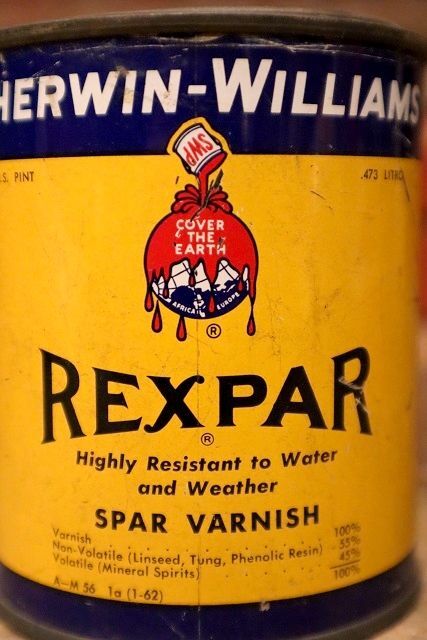 HERWIN-WILLIAMS
.S. PINT
.473 LITRO
SWP
COVER
THE
EARTH
AFRICA EUROPE
®
REXPAR
®
Highly Resistant to Water
and Weather
SPAR VARNISH
Varnish 100%
Non-Volatile (Linseed, Tung, Phenolic Resin) 55%
Volatile (Mineral Spirits) 45%
100%
A-M 56 1a (1-62)